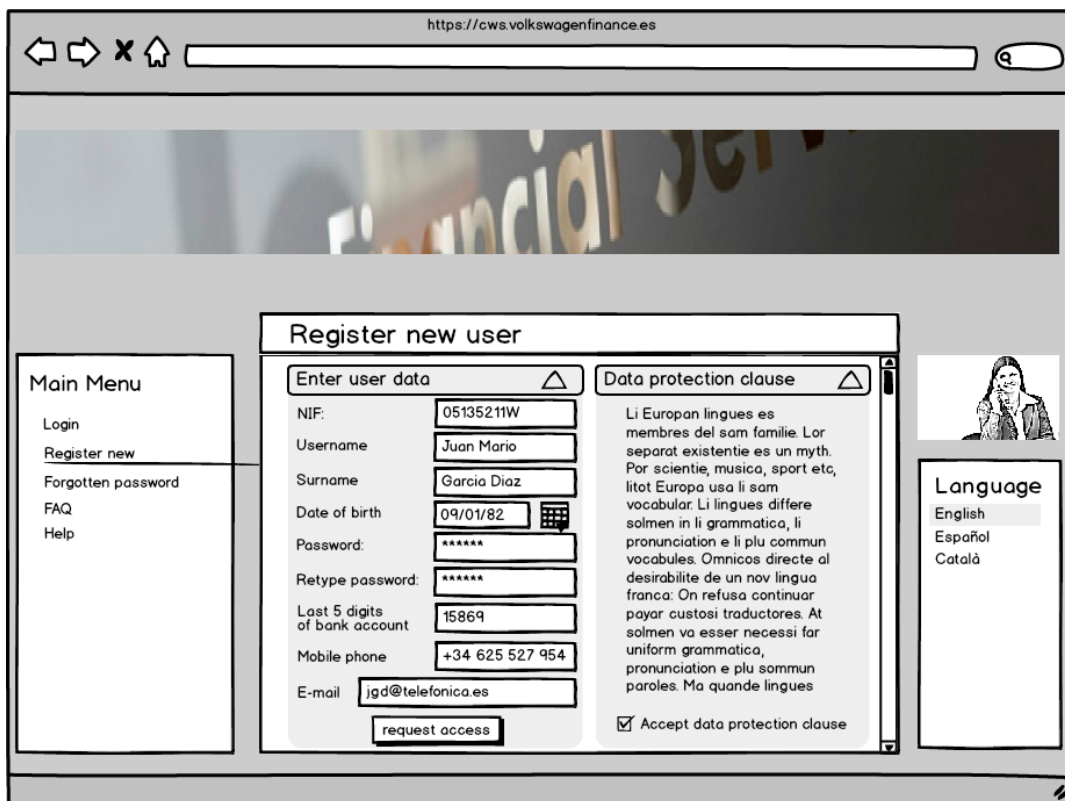 https://cws.volkswagenfinance.es
Financial Serv
Register new user
Main Menu
Login
Register new
Forgotten password
FAQ
Help
Enter user data
NIF:
05135211W
Username
Juan Mario
Surname
Garcia Diaz
Date of birth
09/01/82
Password:
******
Retype password:
******
Last 5 digits
of bank account
15869
Mobile phone
+34 625 527 954
E-mail
jgd@telefonica.es
request access
Data protection clause
Li Europan lingues es
membres del sam familie. Lor
separat existentie es un myth.
Por scientie, musica, sport etc,
litot Europa usa li sam
vocabular. Li lingues differe
solmen in li grammatica, li
pronunciation e li plu commun
vocabules. Omnicos directe al
desirabilite de un nov lingua
franca: On refusa continuar
payar custosi traductores. At
solmen va esser necessi far
uniform grammatica,
pronunciation e plu sommun
paroles. Ma quande lingues
Accept data protection clause
Language
English
Español
Català